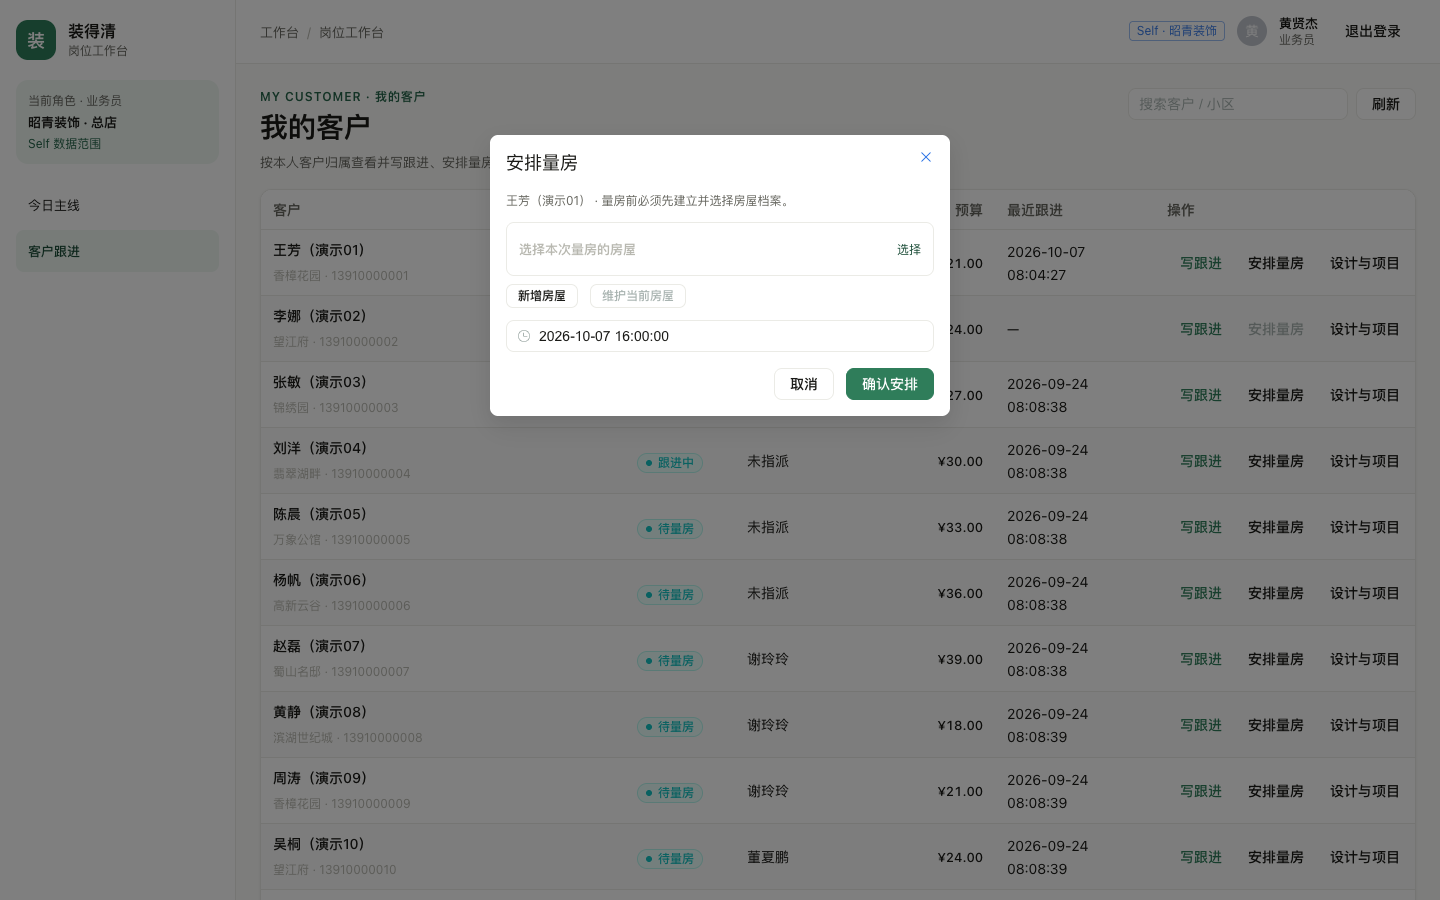 装
装得清
岗位工作台
当前角色 · 业务员
昭青装饰 · 总店
Self 数据范围
今日主线
客户跟进
工作台 / 岗位工作台
Self · 昭青装饰
黄
黄贤杰
业务员
退出登录
MY CUSTOMER · 我的客户
我的客户
按本人客户归属查看并写跟进、安排量房
搜索客户 / 小区
刷新
安排量房
王芳（演示01） · 量房前必须先建立并选择房屋档案。
选择本次量房的房屋
选择
新增房屋
维护当前房屋
2026-10-07 16:00:00
取消
确认安排
客户 预算 最近跟进 操作
王芳（演示01）
香樟花园 · 13910000001
21.00
2026-10-07
08:04:27
写跟进 安排量房 设计与项目
李娜（演示02）
望江府 · 13910000002
24.00
—
写跟进 安排量房 设计与项目
张敏（演示03）
锦绣园 · 13910000003
27.00
2026-09-24
08:08:38
写跟进 安排量房 设计与项目
刘洋（演示04）
翡翠湖畔 · 13910000004
跟进中
未指派
¥30.00
2026-09-24
08:08:38
写跟进 安排量房 设计与项目
陈晨（演示05）
万象公馆 · 13910000005
待量房
未指派
¥33.00
2026-09-24
08:08:38
写跟进 安排量房 设计与项目
杨帆（演示06）
高新云谷 · 13910000006
待量房
未指派
¥36.00
2026-09-24
08:08:38
写跟进 安排量房 设计与项目
赵磊（演示07）
蜀山名邸 · 13910000007
待量房
谢玲玲
¥39.00
2026-09-24
08:08:38
写跟进 安排量房 设计与项目
黄静（演示08）
滨湖世纪城 · 13910000008
待量房
谢玲玲
¥18.00
2026-09-24
08:08:39
写跟进 安排量房 设计与项目
周涛（演示09）
香樟花园 · 13910000009
待量房
谢玲玲
¥21.00
2026-09-24
08:08:39
写跟进 安排量房 设计与项目
吴桐（演示10）
望江府 · 13910000010
待量房
董夏鹏
¥24.00
2026-09-24
08:08:39
写跟进 安排量房 设计与项目